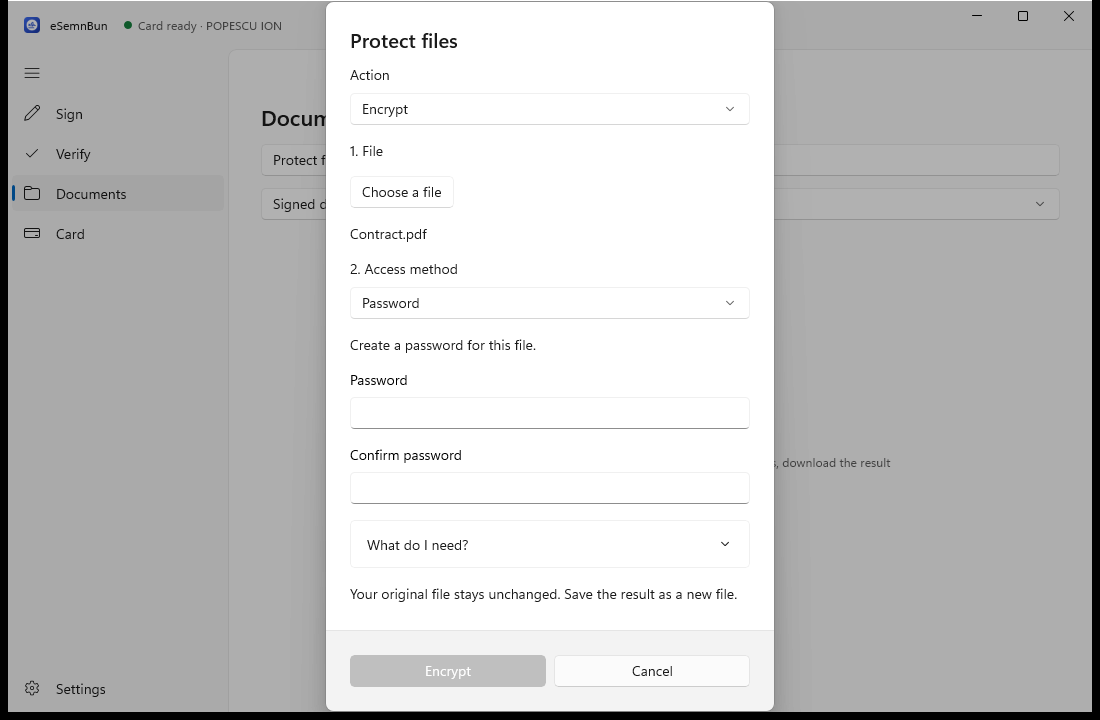 eSemnBun
Card ready · POPESCU ION
Sign
Verify
Documents
Card
Settings
Protect files
Action
Encrypt
1. File
Choose a file
Contract.pdf
2. Access method
Password
Create a password for this file.
Password
Confirm password
What do I need?
Your original file stays unchanged. Save the result as a new file.
Encrypt
Cancel
Protect
Signed
download the result